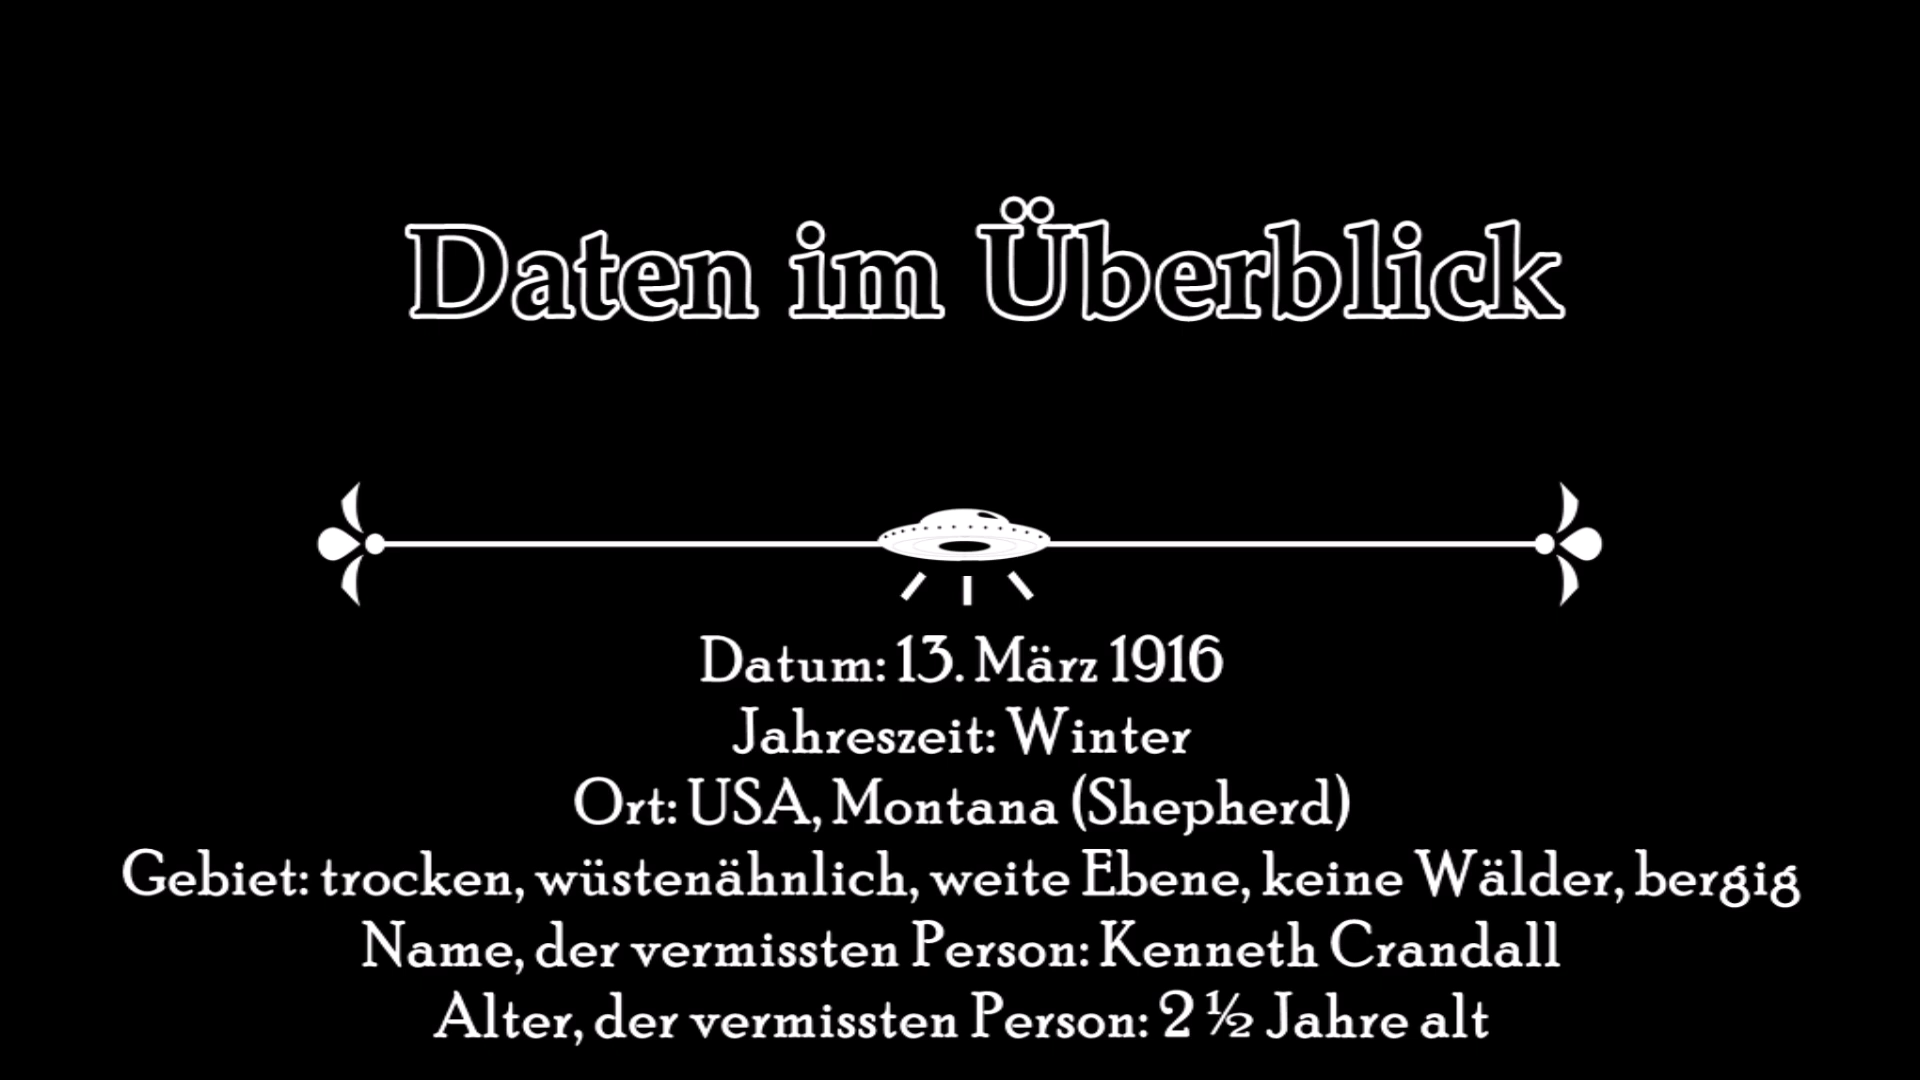 Daten im Überblick
Datum: 13. März 1916
Jahreszeit: Winter
Ort: USA, Montana (Shepherd)
Gebiet: trocken, wüstenähnlich, weite Ebene, keine Wälder, bergig
Name, der vermissten Person: Kenneth Crandall
Alter, der vermissten Person: 2 ½ Jahre alt